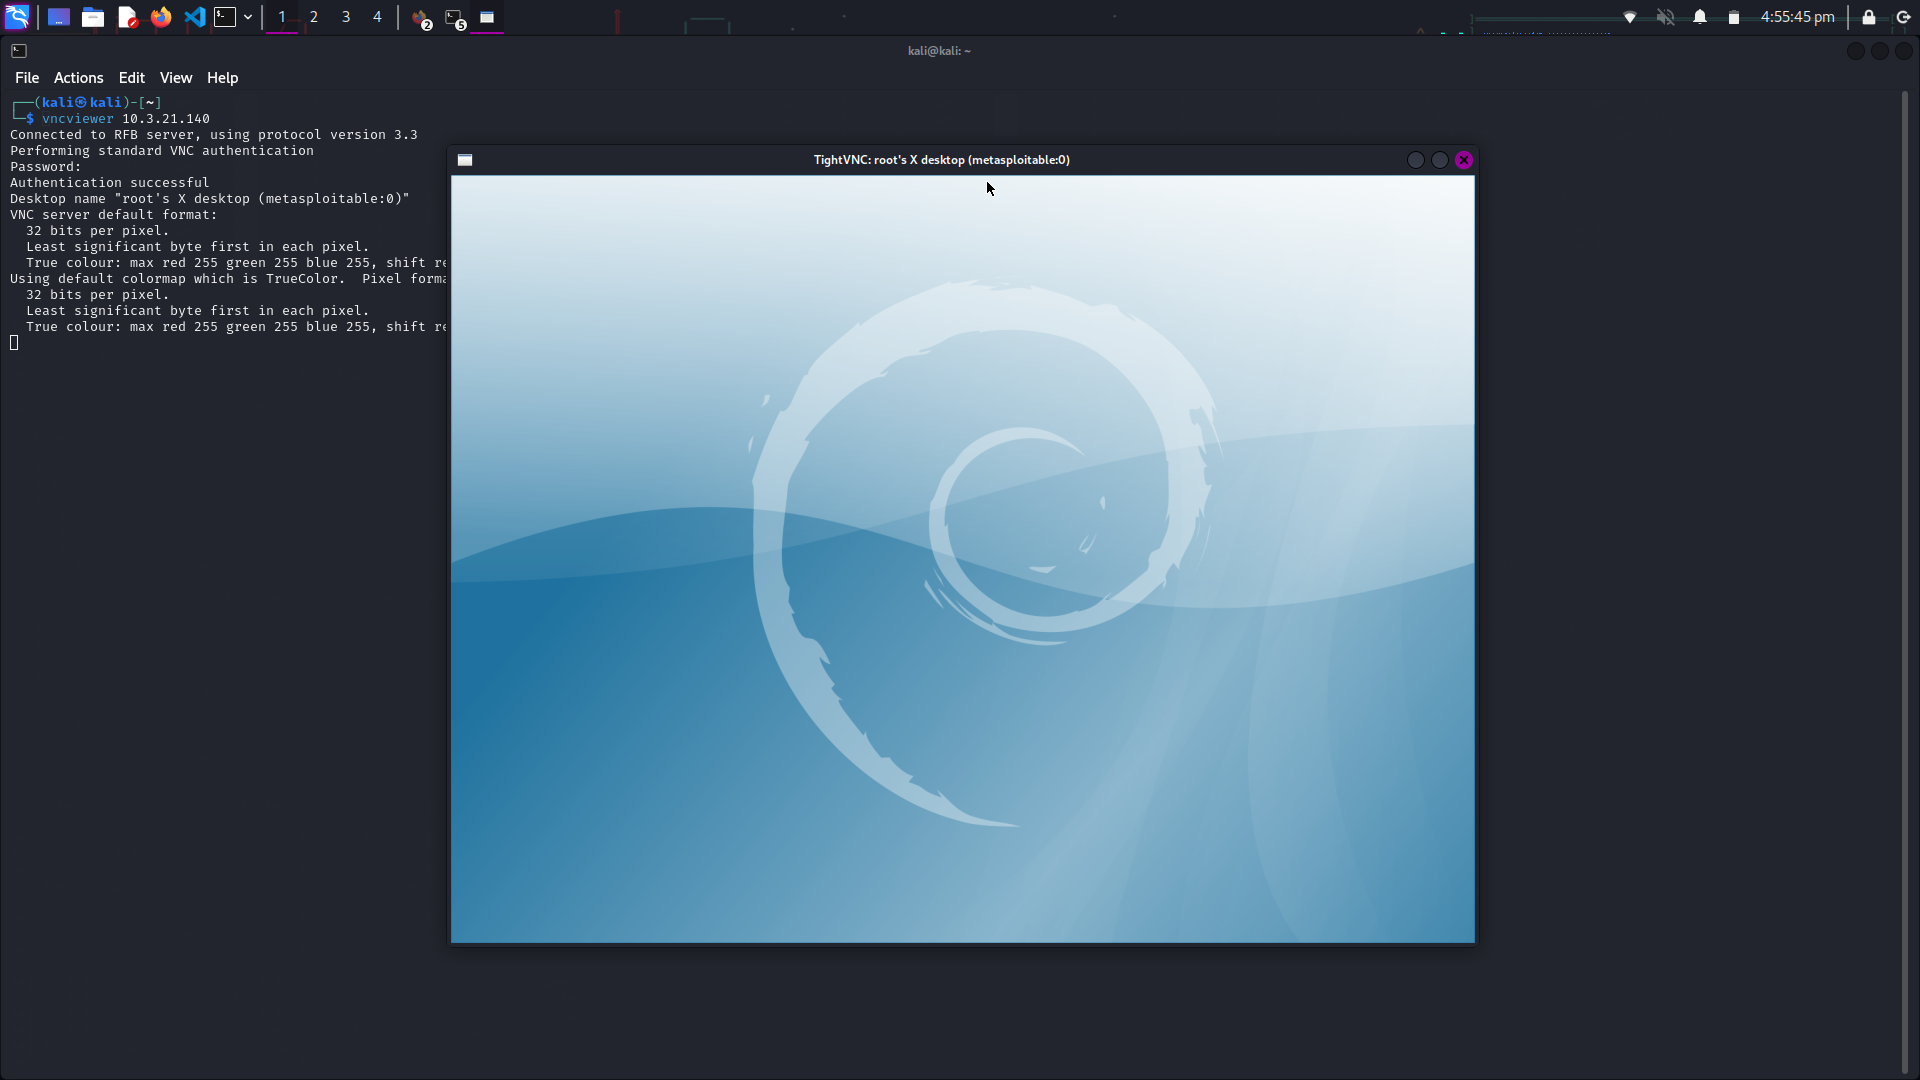 1 2 3 4 2 5 4:55:45 pm
kali@kali: ~
File Actions Edit View Help
┌──(kali㉿kali)-[~]
└─$ vncviewer 10.3.21.140
Connected to RFB server, using protocol version 3.3
Performing standard VNC authentication
Password:
Authentication successful
Desktop name "root's X desktop (metasploitable:0)"
VNC server default format:
32 bits per pixel.
Least significant byte first in each pixel.
True colour: max red 255 green 255 blue 255, shift re
Using default colormap which is TrueColor. Pixel forma
32 bits per pixel.
Least significant byte first in each pixel.
True colour: max red 255 green 255 blue 255, shift re
TightVNC: root's X desktop (metasploitable:0)